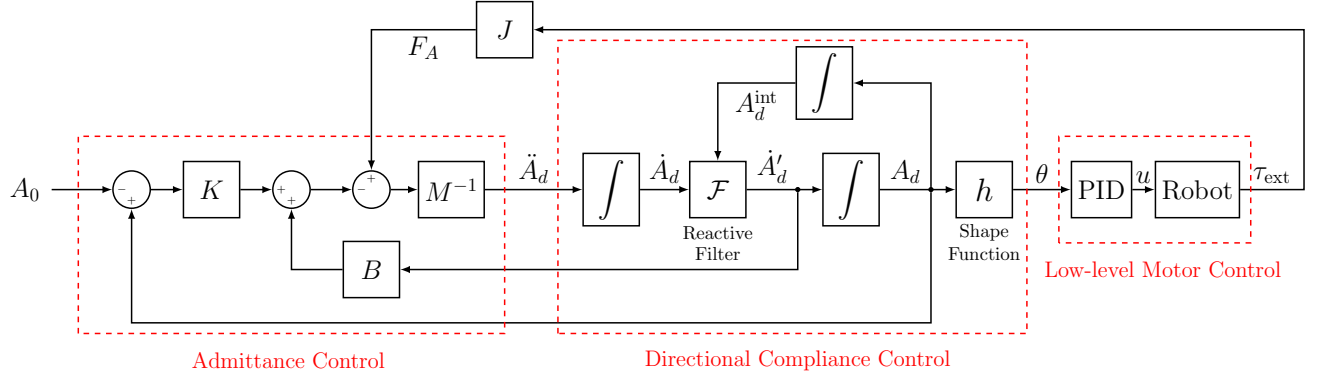 J
F_A
∫
A_d^int
A_0
-
+
K
+
+
-
+
M^{-1}
Ä_d
∫
Ȧ_d
ℱ
Ȧ'_d
∫
A_d
h
θ
PID
u
Robot
τ_ext
Reactive
Filter
Shape
Function
B
Low-level Motor Control
Admittance Control
Directional Compliance Control